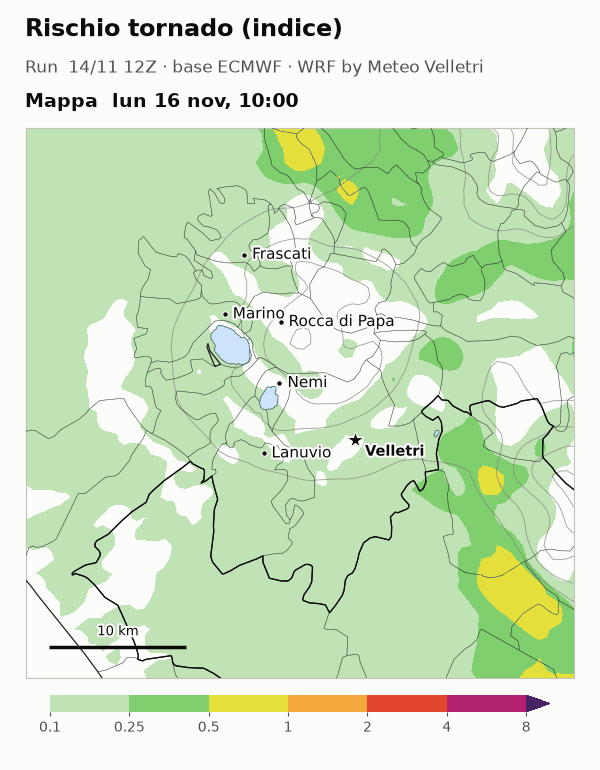 Rischio tornado (indice)
Run  14/11 12Z · base ECMWF · WRF by Meteo Velletri
Mappa  lun 16 nov, 10:00
Frascati
Marino
Rocca di Papa
Nemi
Velletri
Lanuvio
10 km
0.1 0.25 0.5 1 2 4 8